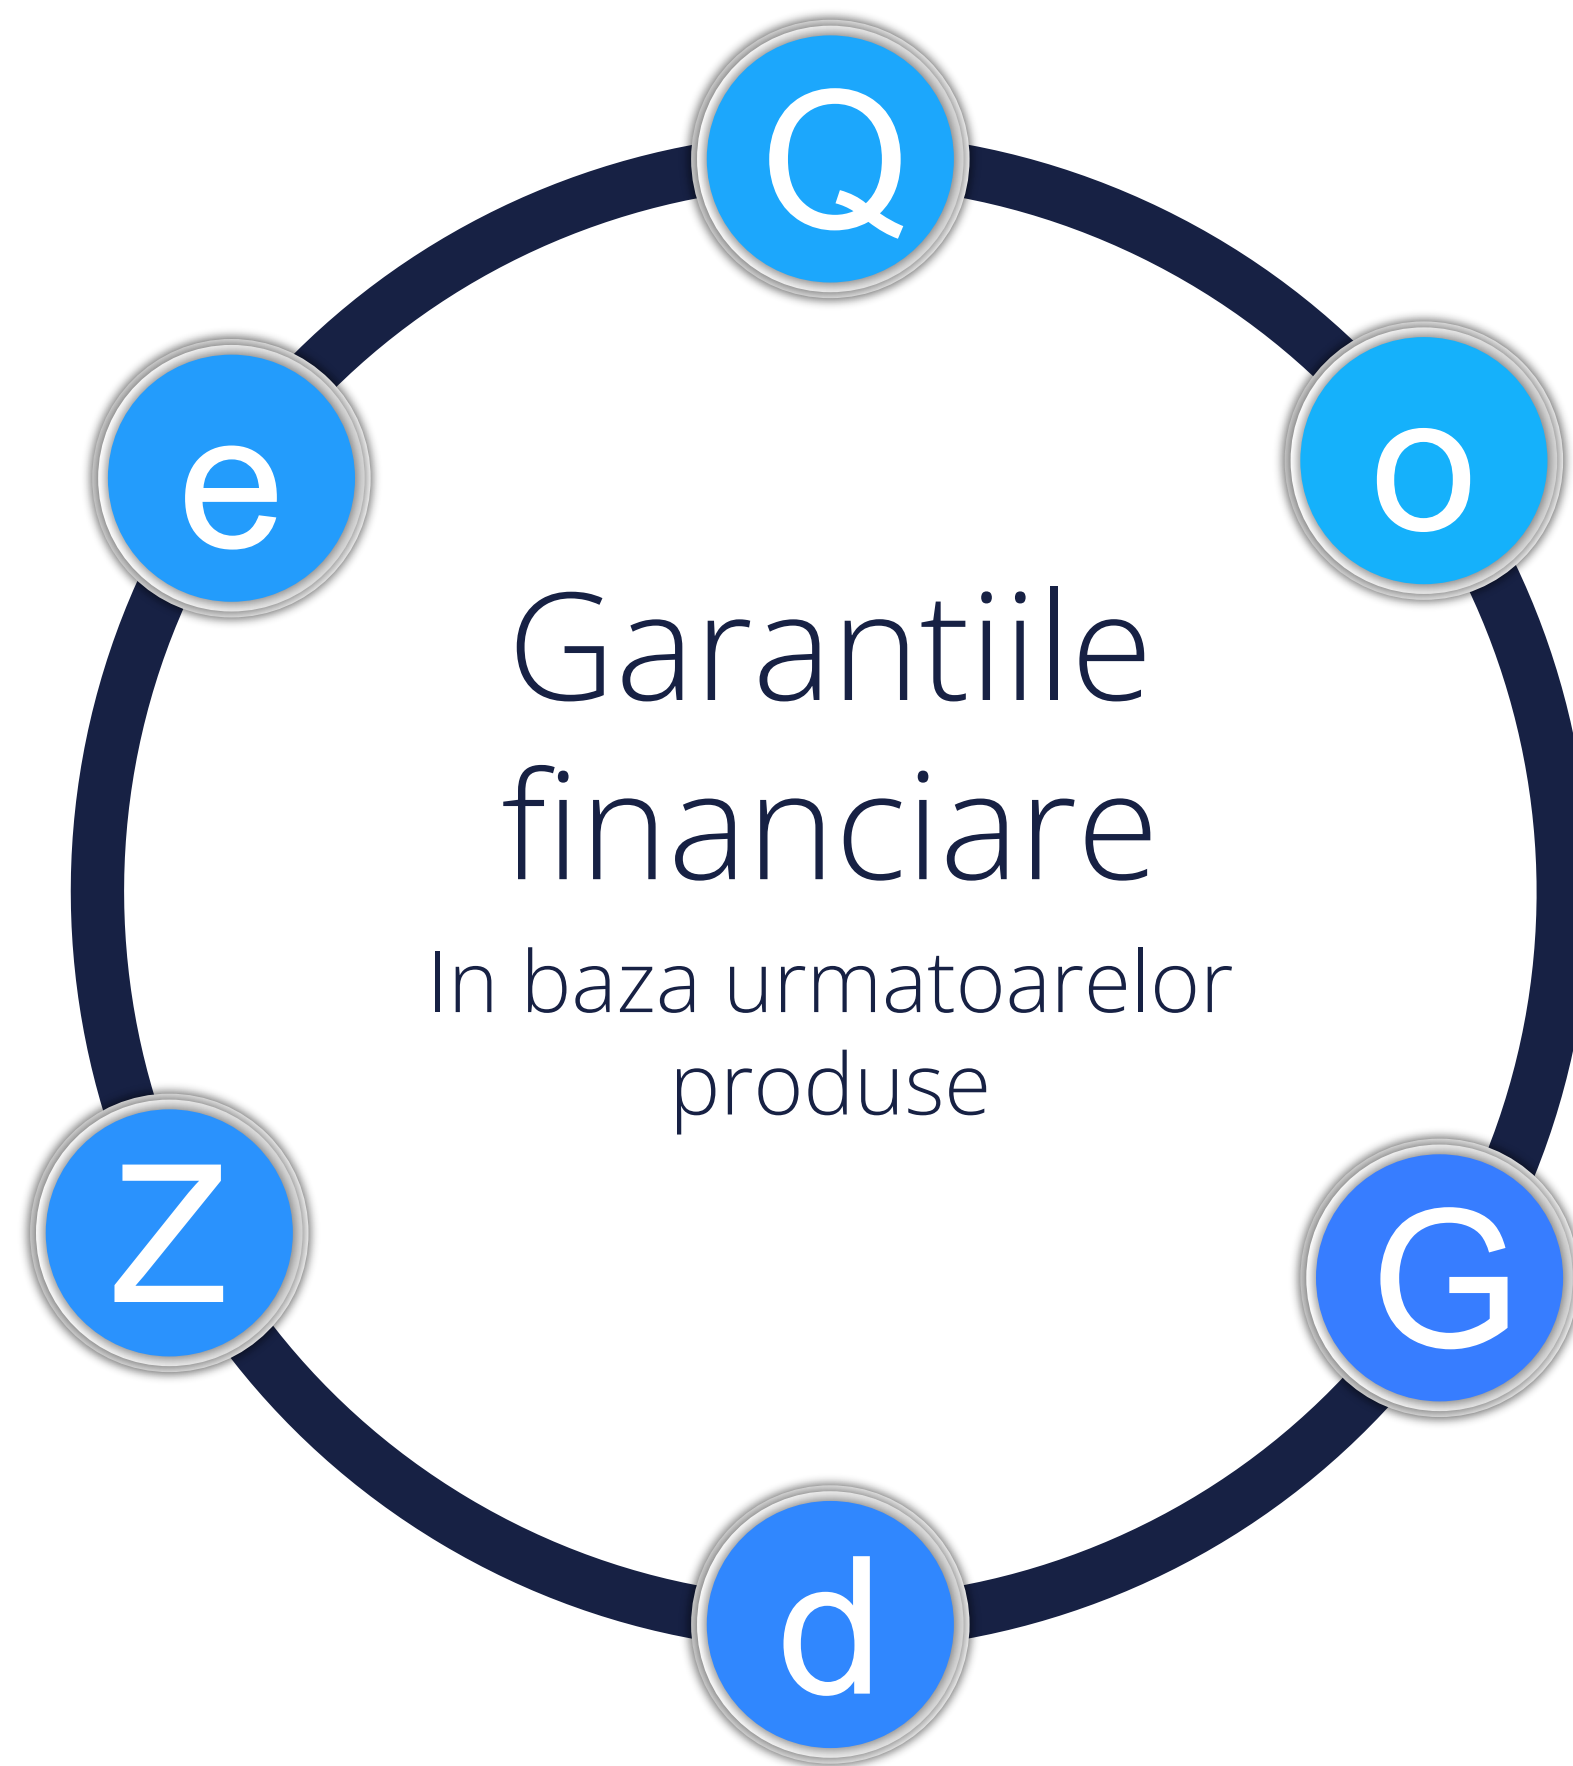 Q
e
o
Garantiile
financiare
In baza urmatoarelor
produse
Z
G
d